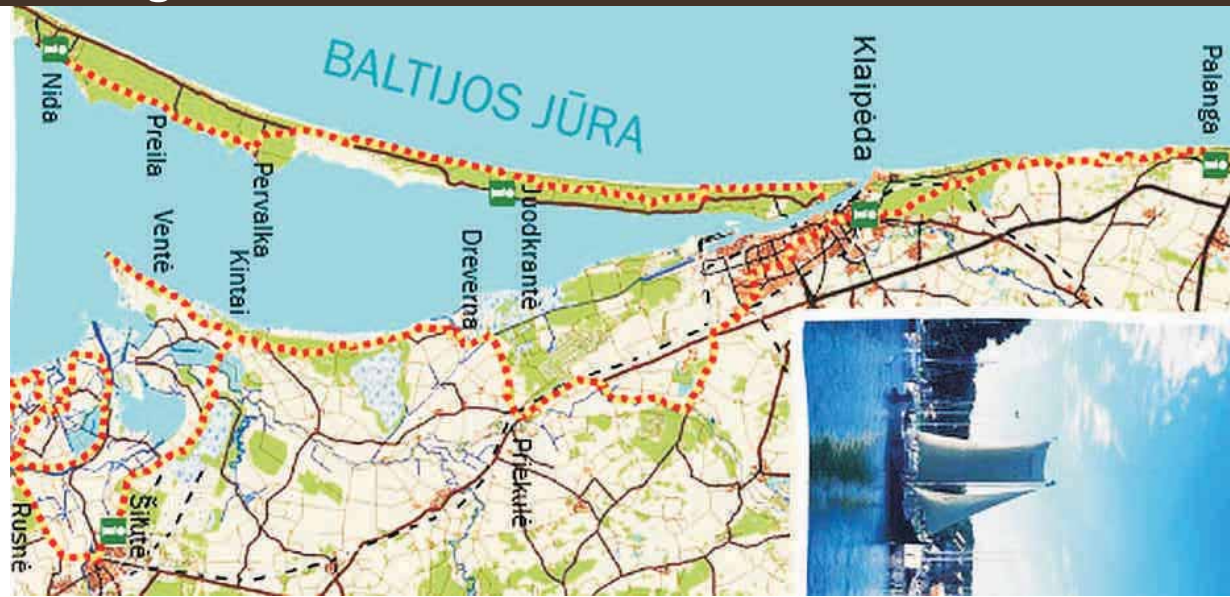 BALTIJOS JŪRA
Palanga
Klaipėda
Nida
Preila
Pervalka
Juodkrantė
Ventė
Kintai
Dreverna
Priekulė
Šilutė
Rusnė
i
i
i
i
i